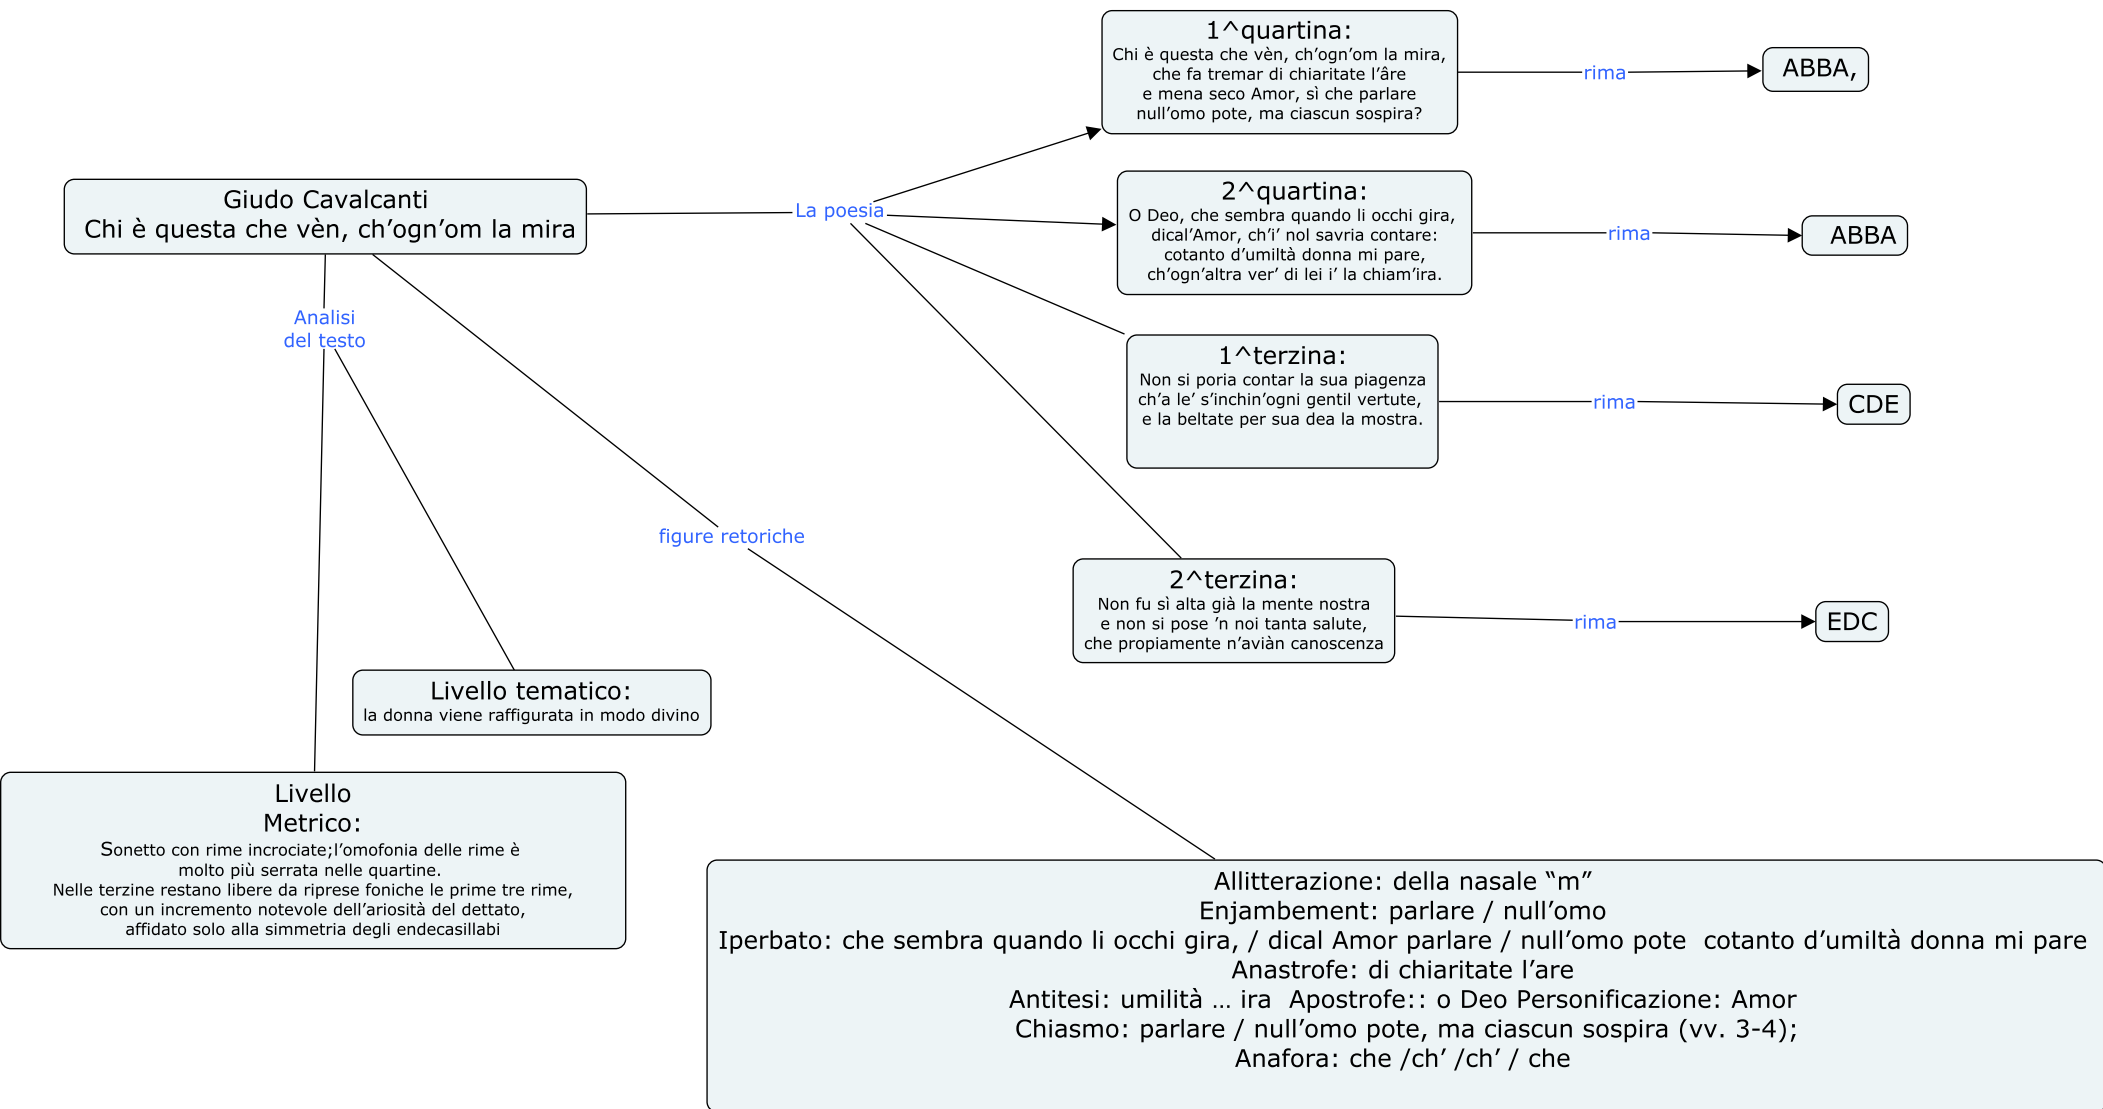 Giudo Cavalcanti
Chi è questa che vèn, ch’ogn’om la mira
La poesia
1^quartina:
Chi è questa che vèn, ch’ogn’om la mira,
che fa tremar di chiaritate l’âre
e mena seco Amor, sì che parlare
null’omo pote, ma ciascun sospira?
rima
ABBA,
2^quartina:
O Deo, che sembra quando li occhi gira,
dical’Amor, ch’i’ nol savria contare:
cotanto d’umiltà donna mi pare,
ch’ogn’altra ver’ di lei i’ la chiam’ira.
rima
ABBA
1^terzina:
Non si poria contar la sua piagenza
ch’a le’ s’inchin’ogni gentil vertute,
e la beltate per sua dea la mostra.
rima
CDE
2^terzina:
Non fu sì alta già la mente nostra
e non si pose ’n noi tanta salute,
che propiamente n’aviàn canoscenza
rima
EDC
Analisi
del testo
Livello tematico:
la donna viene raffigurata in modo divino
Livello
Metrico:
Sonetto con rime incrociate;l’omofonia delle rime è
molto più serrata nelle quartine.
Nelle terzine restano libere da riprese foniche le prime tre rime,
con un incremento notevole dell’ariosità del dettato,
affidato solo alla simmetria degli endecasillabi
figure retoriche
Allitterazione: della nasale “m”
Enjambement: parlare / null’omo
Iperbato: che sembra quando li occhi gira, / dical Amor parlare / null’omo pote  cotanto d’umiltà donna mi pare
Anastrofe: di chiaritate l’are
Antitesi: umilità … ira  Apostrofe:: o Deo Personificazione: Amor
Chiasmo: parlare / null’omo pote, ma ciascun sospira (vv. 3-4);
Anafora: che /ch’ /ch’ / che